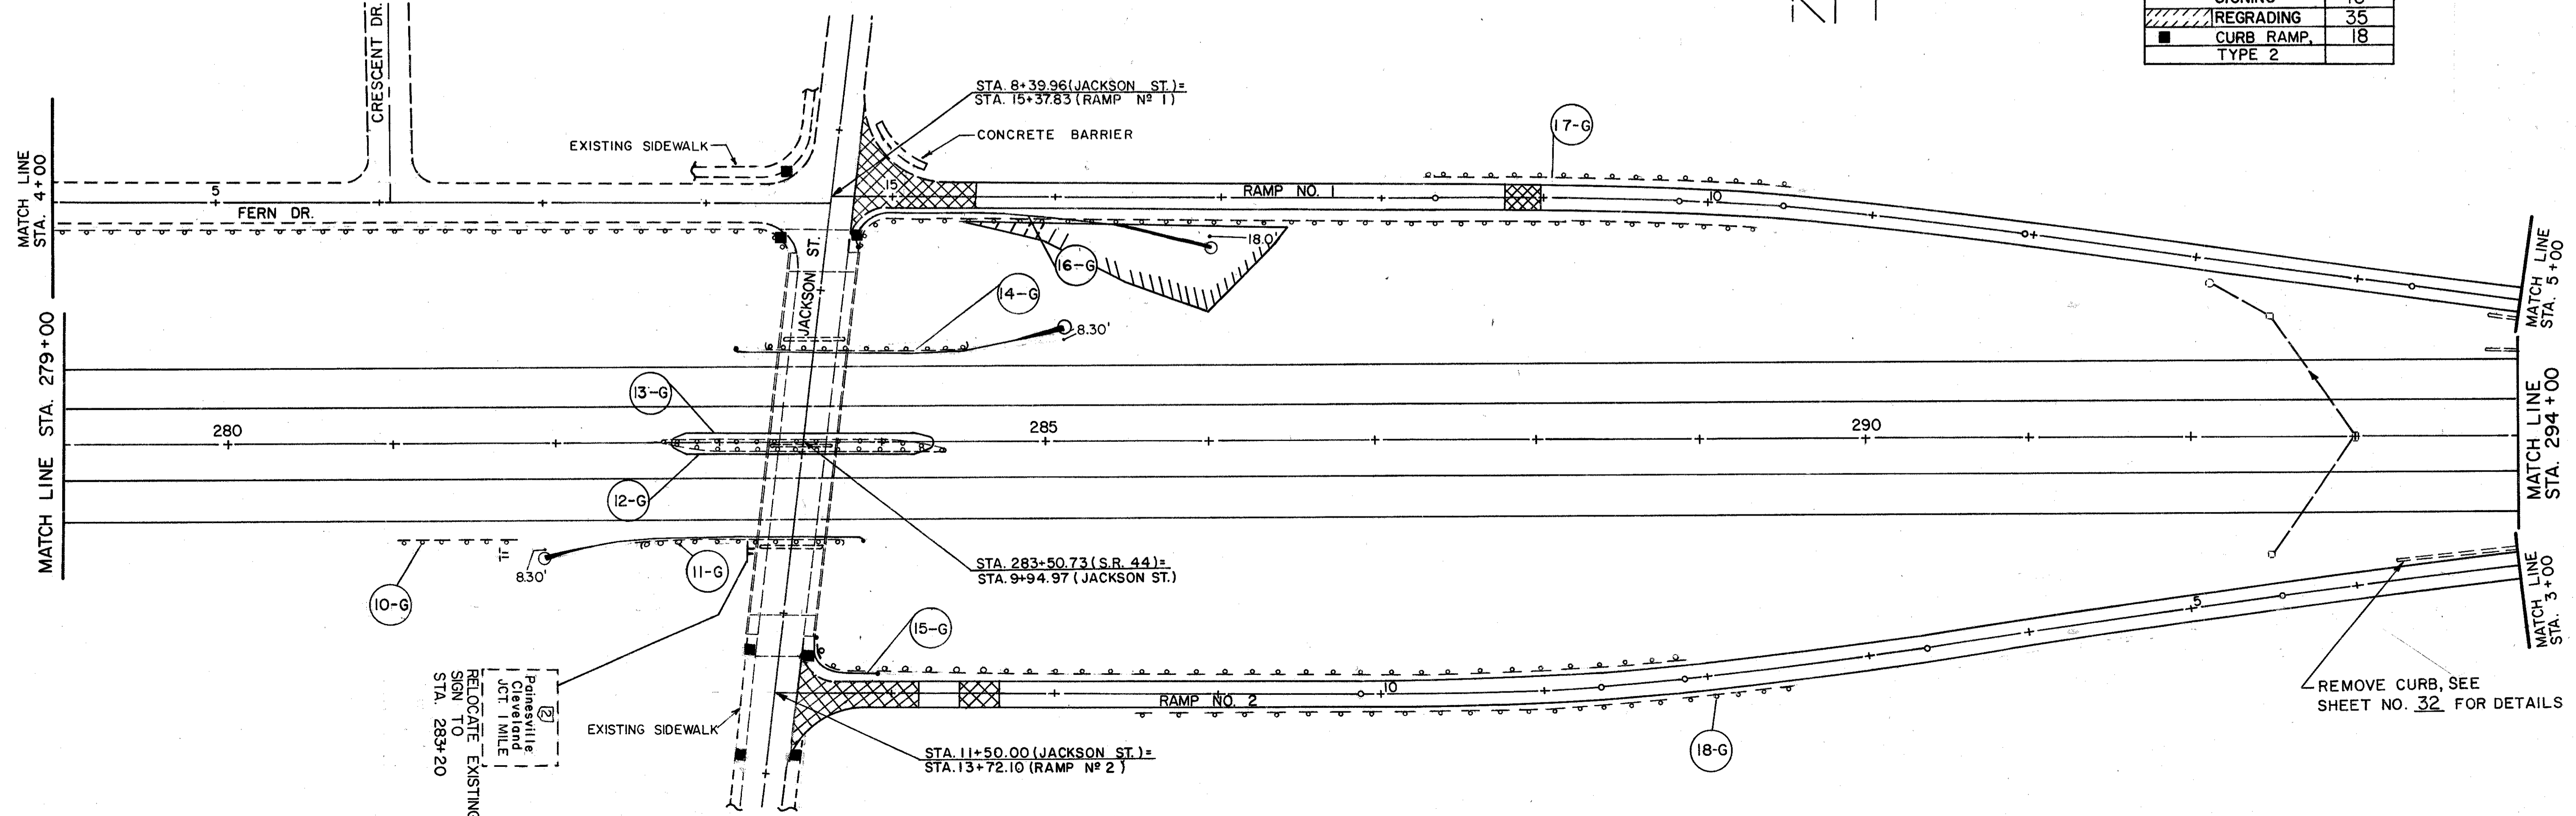 REGRADING 35
CURB RAMP, 18
TYPE 2
CRESCENT DR.
STA. 8+39.96 (JACKSON ST.)=
STA. 15+37.83 (RAMP Nº 1)
CONCRETE BARRIER
EXISTING SIDEWALK
17-G
MATCH LINE
STA. 4+00
5
FERN DR.
15
RAMP NO. 1
10
JACKSON ST.
16-G
18.0'
14-G
8.30'
MATCH LINE
STA. 5+00
MATCH LINE STA. 279+00
13-G
280
285
290
12-G
MATCH LINE
STA. 294+00
10-G
8.30'
11-G
STA. 283+50.73 (S.R. 44)=
STA. 9+94.97 (JACKSON ST.)
15-G
5
MATCH LINE
STA. 3+00
2
Painesville
Cleveland
JCT. 1 MILE
RELOCATE EXISTING
SIGN TO
STA. 283+20
EXISTING SIDEWALK
RAMP NO. 2
10
STA. 11+50.00 (JACKSON ST.)=
STA. 13+72.10 (RAMP Nº 2)
18-G
REMOVE CURB, SEE
SHEET NO. 32 FOR DETAILS